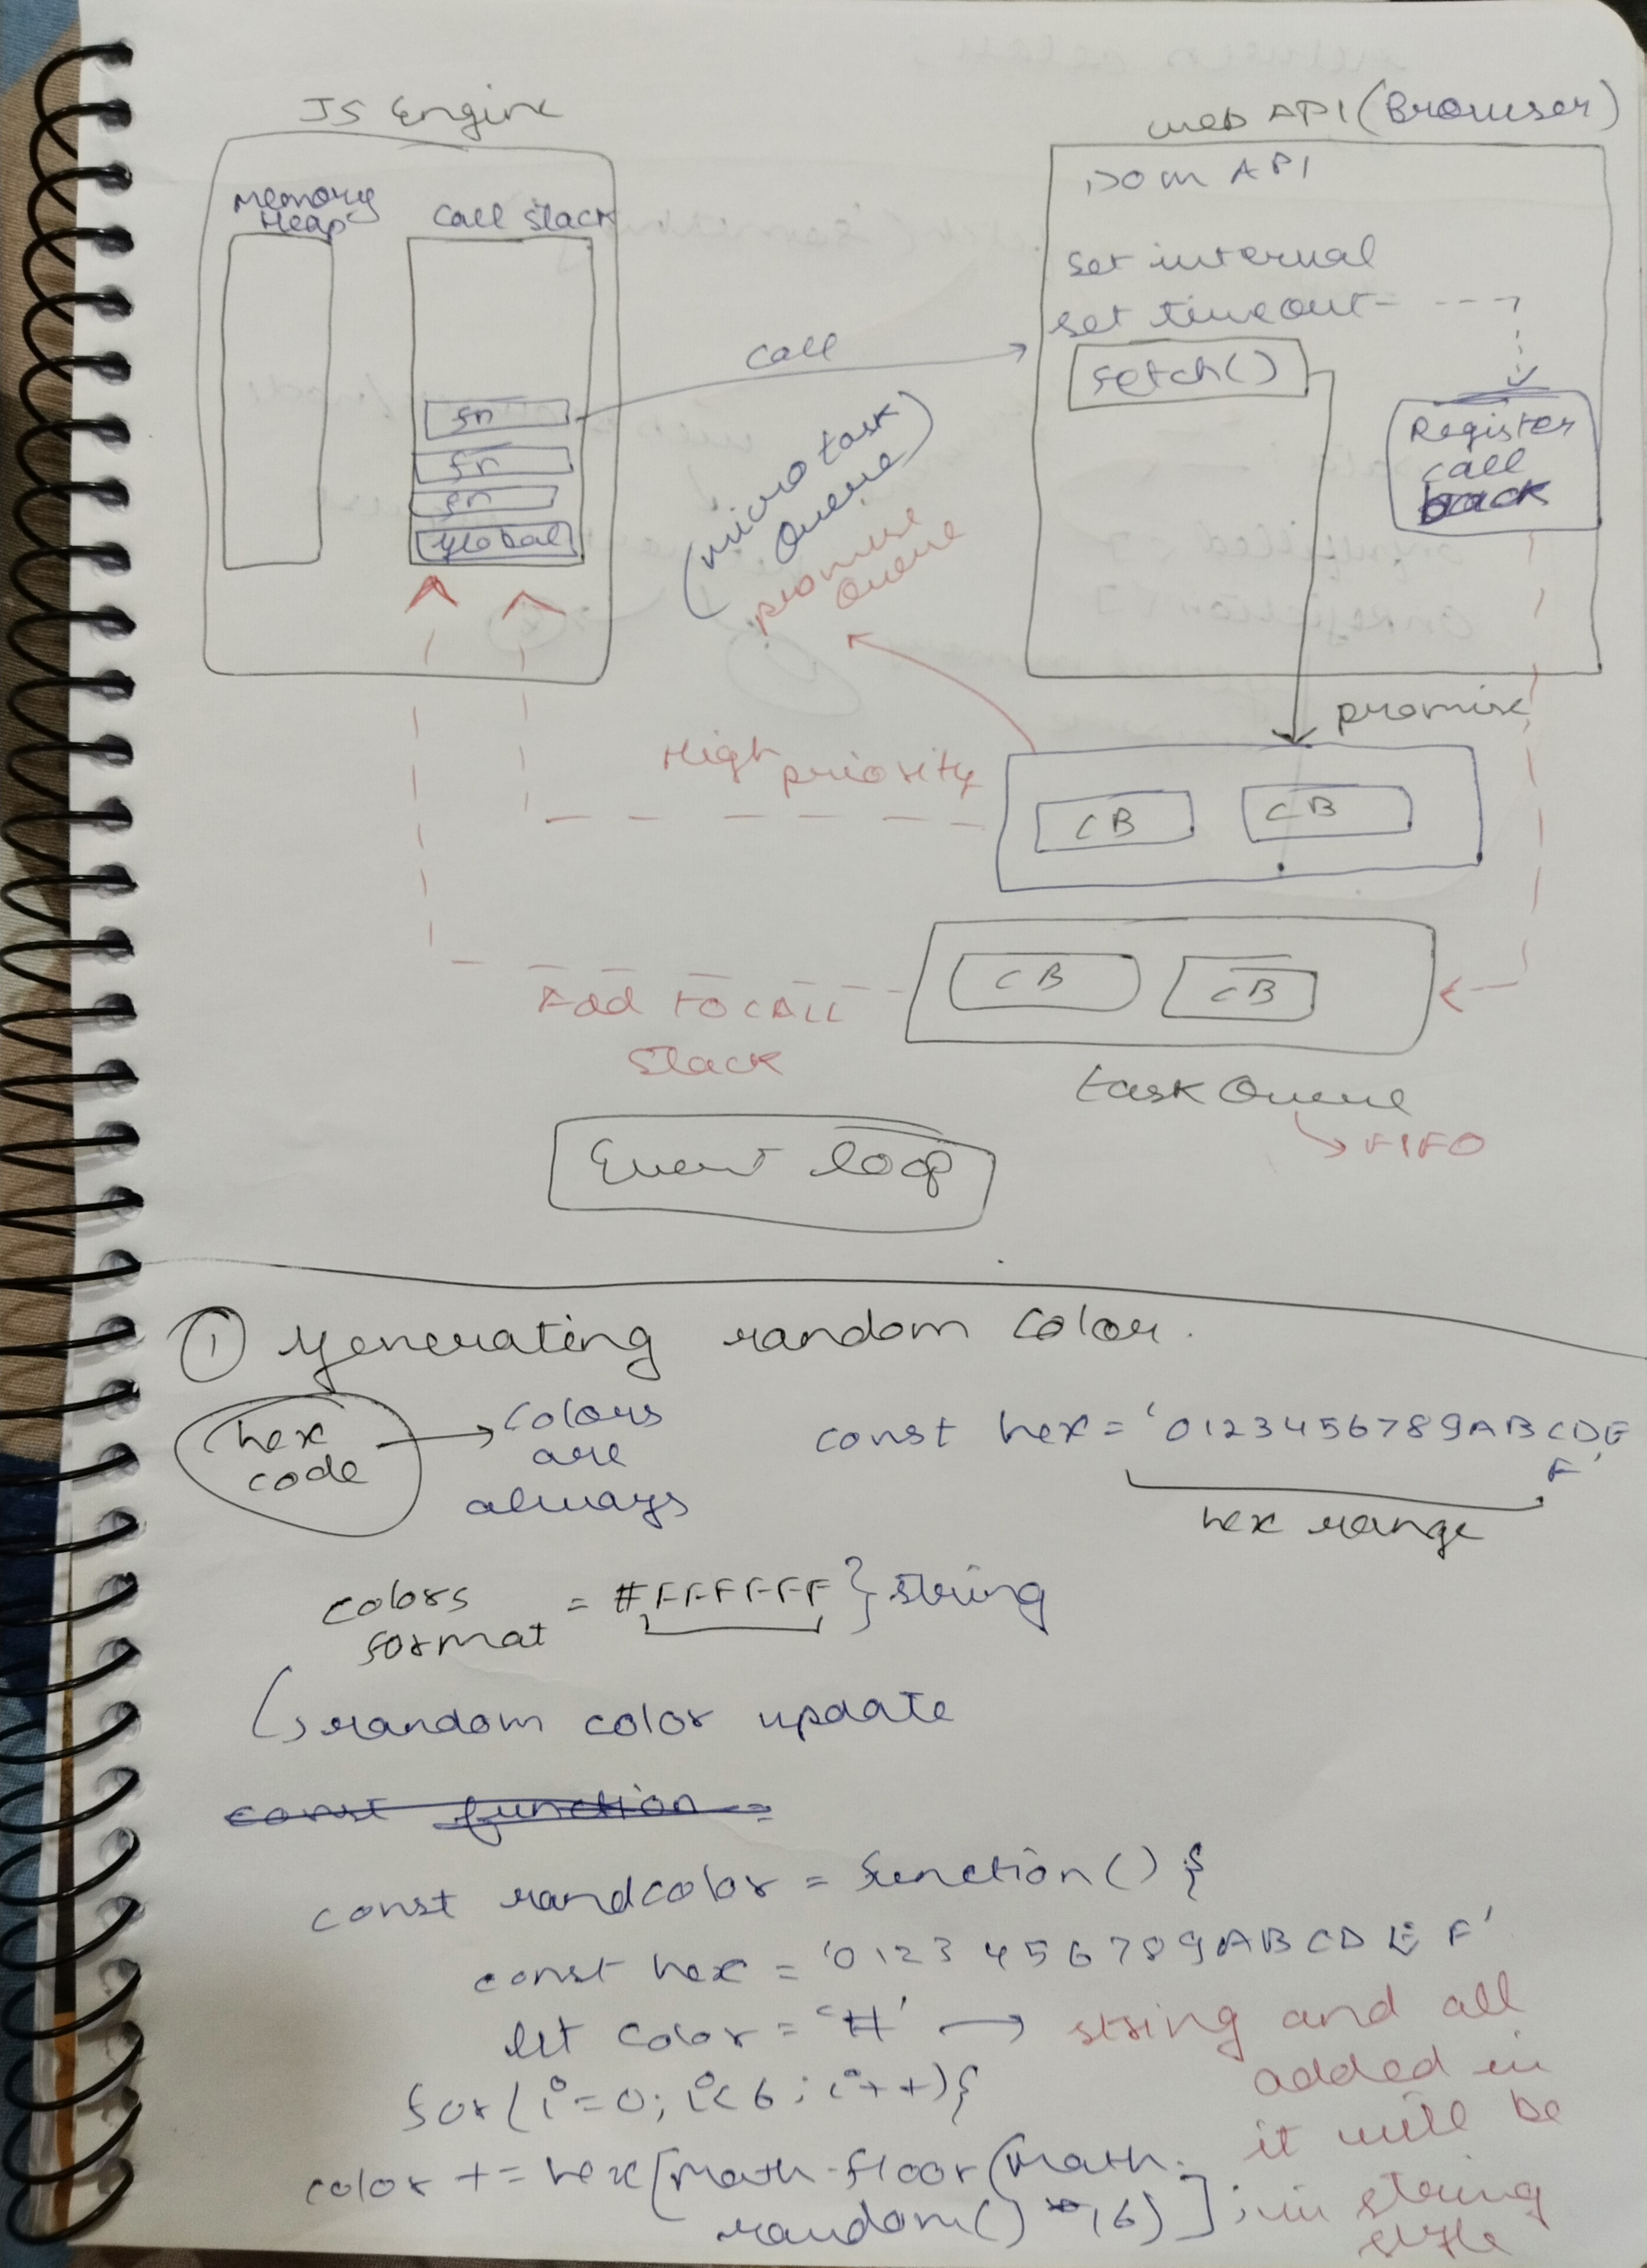 JS Engine
Memory
Heap
Call Stack
fn
fn
fn
global
call
web API (Browser)
Dom API
set interval
set timeout
fetch()
Register
call
back
(micro task
Queue)
promise
Queue
promise
High priority
CB CB
CB CB
Add to call
Stack
task Queue
FIFO
Event loop
① generating random color.
hex
code
colors
are
always
const hex = '0123456789ABCDE
F'
hex range
colors
format
= #FFFFFF } string
random color update
const function =
const randcolor = function() {
const hex = '0123456789ABCDEF'
let color = '#' → string and all
added in
it will be
in string
style
for(i=0; i<6; i++){
color += hex[Math.floor(Math.
random() *16)];